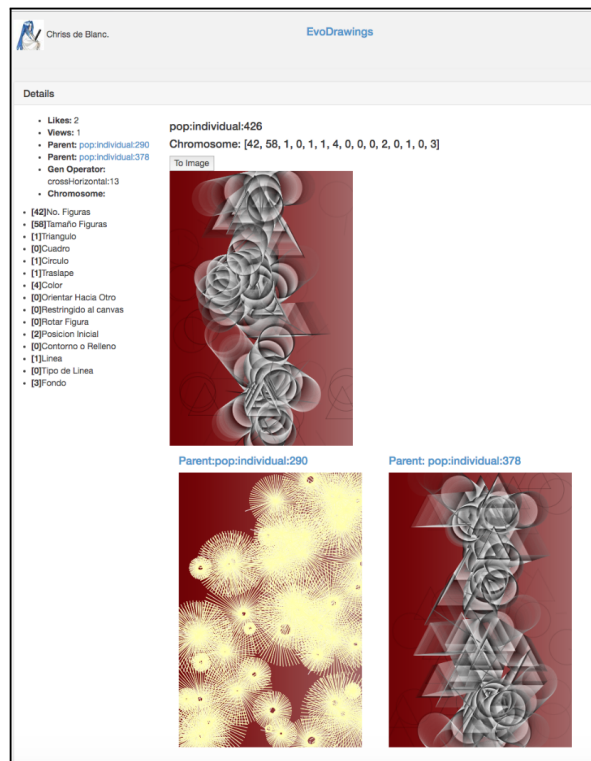 Chriss de Blanc.
EvoDrawings
Details
Likes: 2
Views: 1
Parent: pop:individual:290
Parent: pop:individual:378
Gen Operator:
crossHorizontal:13
Chromosome:
[42]No. Figuras
[58]Tamaño Figuras
[1]Triangulo
[0]Cuadro
[1]Circulo
[1]Traslape
[4]Color
[0]Orientar Hacia Otro
[0]Restringido al canvas
[0]Rotar Figura
[2]Posicion Inicial
[0]Contorno o Relleno
[1]Linea
[0]Tipo de Linea
[3]Fondo
pop:individual:426
Chromosome: [42, 58, 1, 0, 1, 1, 4, 0, 0, 0, 2, 0, 1, 0, 3]
To Image
Parent:pop:individual:290
Parent: pop:individual:378